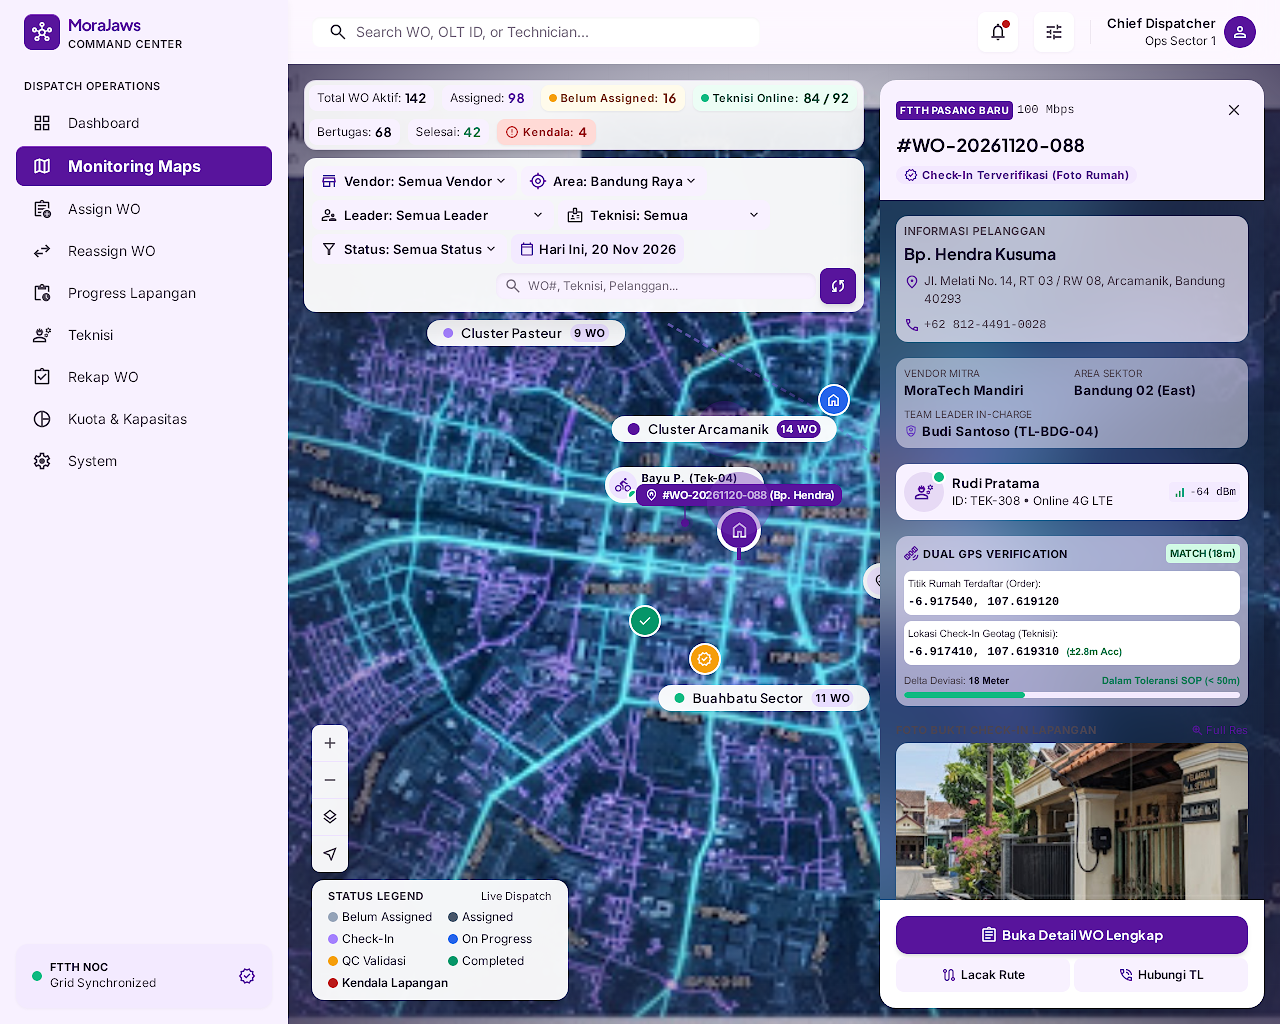 MoraJaws
COMMAND CENTER
DISPATCH OPERATIONS
Dashboard
Monitoring Maps
Assign WO
Reassign WO
Progress Lapangan
Teknisi
Rekap WO
Kuota & Kapasitas
System
FTTH NOC
Grid Synchronized
Search WO, OLT ID, or Technician...
Chief Dispatcher
Ops Sector 1
Total WO Aktif: 142
Assigned: 98
Belum Assigned: 16
Teknisi Online: 84 / 92
Bertugas: 68
Selesai: 42
Kendala: 4
Vendor: Semua Vendor
Area: Bandung Raya
Leader: Semua Leader
Teknisi: Semua
Status: Semua Status
Hari Ini, 20 Nov 2026
WO#, Teknisi, Pelanggan...
Cluster Pasteur 9 WO
Cluster Arcamanik 14 WO
Bayu P. (Tek-04)
#WO-20261120-088 (Bp. Hendra)
Buahbatu Sector 11 WO
STATUS LEGEND
Live Dispatch
Belum Assigned
Assigned
Check-In
On Progress
QC Validasi
Completed
Kendala Lapangan
FTTH PASANG BARU 100 Mbps
#WO-20261120-088
Check-In Terverifikasi (Foto Rumah)
INFORMASI PELANGGAN
Bp. Hendra Kusuma
Jl. Melati No. 14, RT 03 / RW 08, Arcamanik, Bandung
40293
+62 812-4491-0028
VENDOR MITRA
MoraTech Mandiri
AREA SEKTOR
Bandung 02 (East)
TEAM LEADER IN-CHARGE
Budi Santoso (TL-BDG-04)
Rudi Pratama
ID: TEK-308 • Online 4G LTE
-64 dBm
DUAL GPS VERIFICATION
MATCH (18m)
Titik Rumah Terdaftar (Order):
-6.917540, 107.619120
Lokasi Check-In Geotag (Teknisi):
-6.917410, 107.619310 (±2.8m Acc)
Delta Deviasi: 18 Meter
Dalam Toleransi SOP (< 50m)
LAPANGAN
Full Res
Buka Detail WO Lengkap
Lacak Rute
Hubungi TL